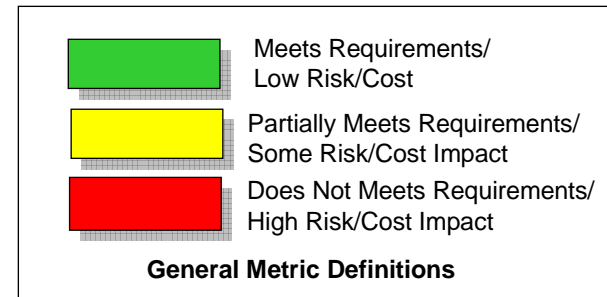 Meets Requirements/
Low Risk/Cost
Partially Meets Requirements/
Some Risk/Cost Impact
Does Not Meets Requirements/
High Risk/Cost Impact
General Metric Definitions